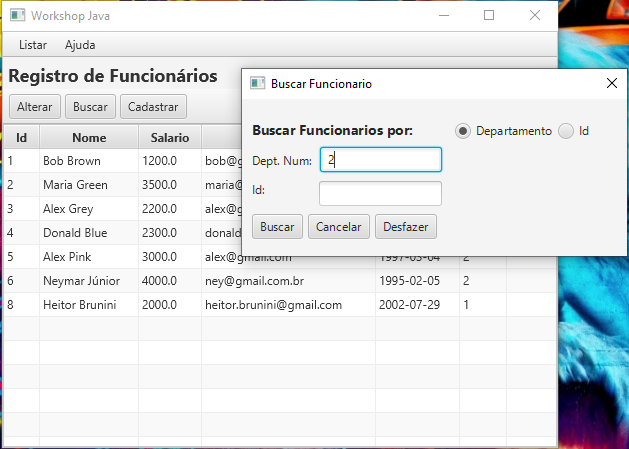 Workshop Java
Listar Ajuda
Registro de Funcionários
Alterar Buscar Cadastrar
Id Nome Salario
1 Bob Brown 1200.0 bob@g
2 Maria Green 3500.0 maria@
3 Alex Grey 2200.0 alex@g
4 Donald Blue 2300.0 donald
5 Alex Pink 3000.0 alex@gmail.com 1997-03-04 2
6 Neymar Júnior 4000.0 ney@gmail.com.br 1995-02-05 2
8 Heitor Brunini 2000.0 heitor.brunini@gmail.com 2002-07-29 1
Buscar Funcionario
Buscar Funcionarios por: Departamento Id
Dept. Num: 2
Id:
Buscar Cancelar Desfazer